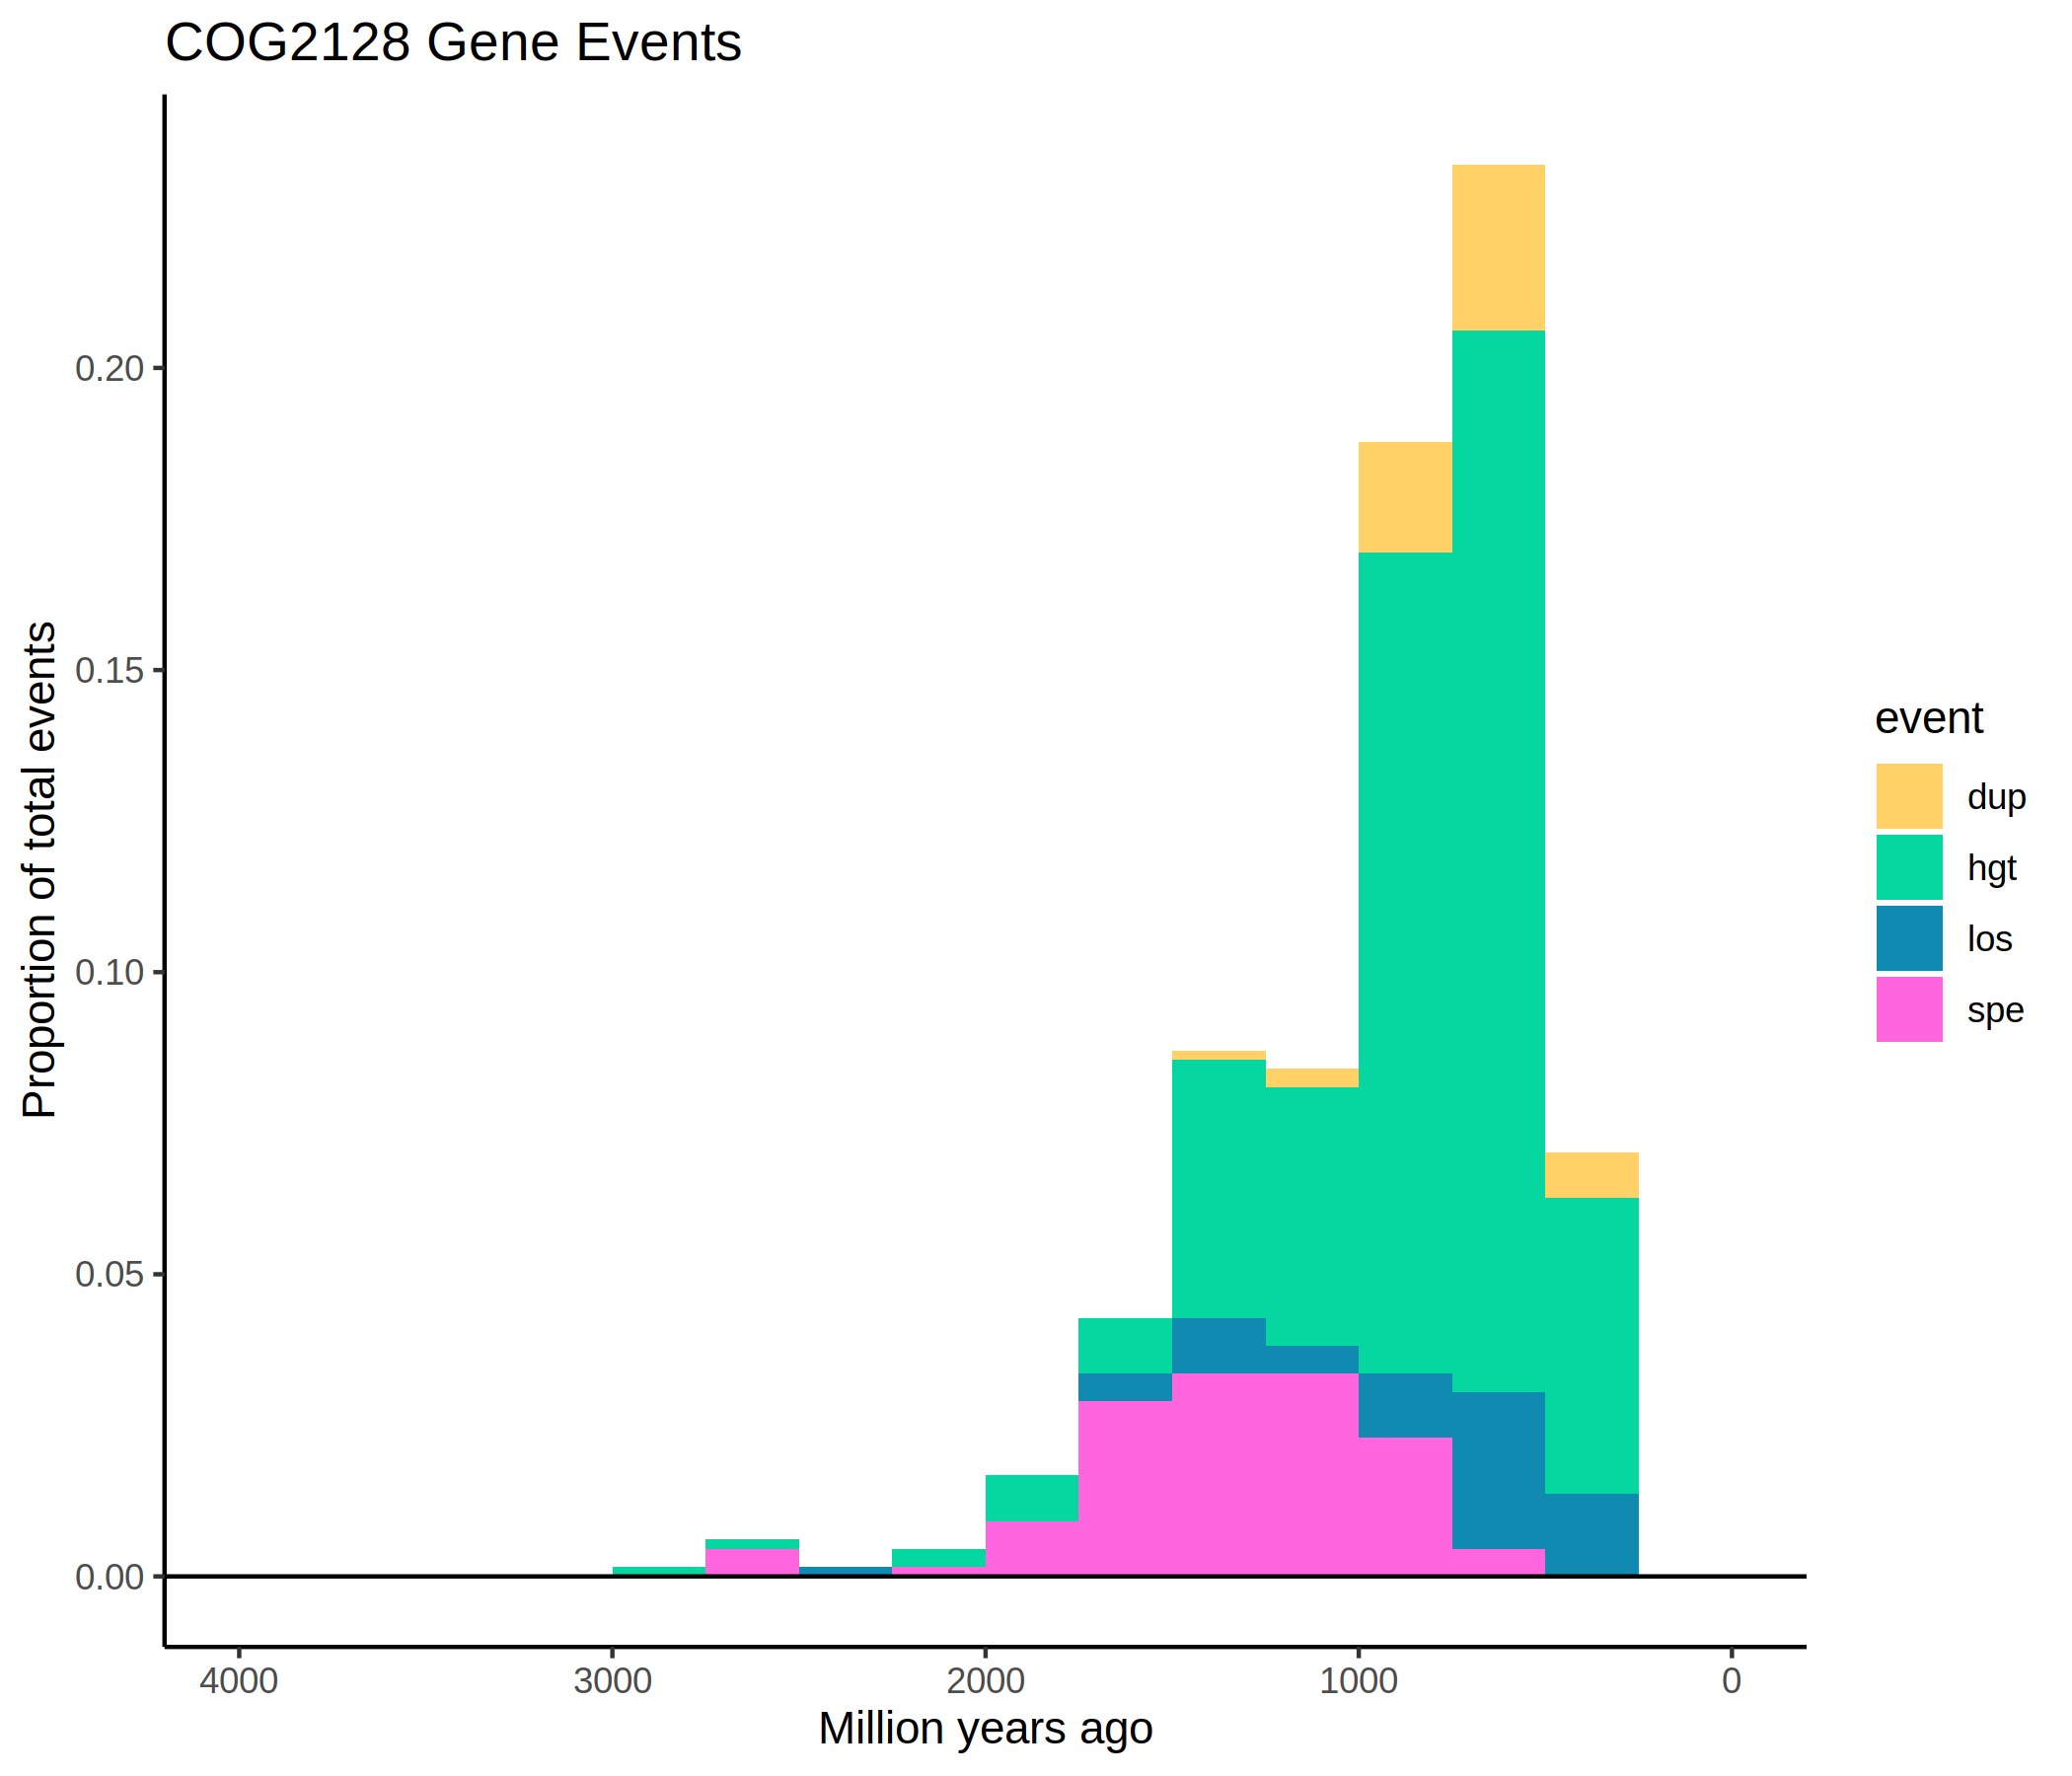 COG2128 Gene Events
Proportion of total events
0.20
0.15
0.10
0.05
0.00
4000 3000 2000 1000 0
Million years ago
event
dup
hgt
los
spe